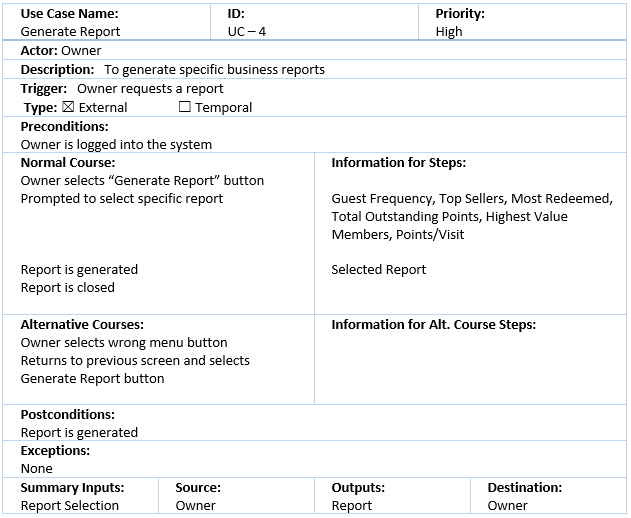 Use Case Name: ID: Priority:
Generate Report UC – 4 High
Actor: Owner
Description: To generate specific business reports
Trigger: Owner requests a report
Type: ☒ External ☐ Temporal
Preconditions:
Owner is logged into the system
Normal Course: Information for Steps:
Owner selects “Generate Report” button
Prompted to select specific report Guest Frequency, Top Sellers, Most Redeemed,
Total Outstanding Points, Highest Value
Members, Points/Visit
Report is generated Selected Report
Report is closed
Alternative Courses: Information for Alt. Course Steps:
Owner selects wrong menu button
Returns to previous screen and selects
Generate Report button
Postconditions:
Report is generated
Exceptions:
None
Summary Inputs: Source: Outputs: Destination:
Report Selection Owner Report Owner